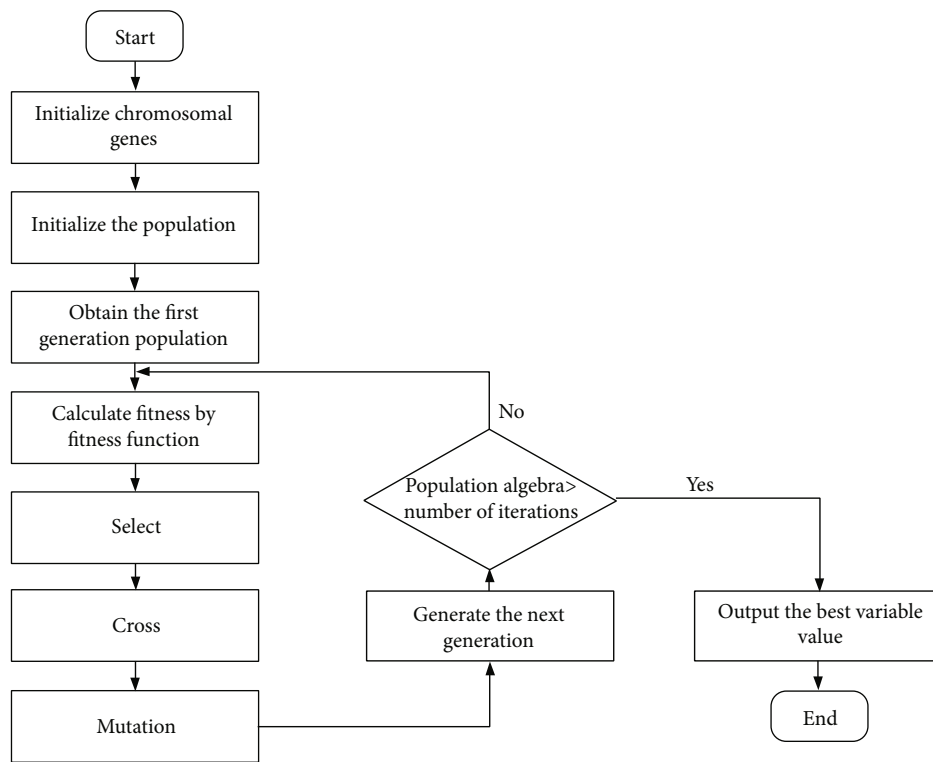 Start
Initialize chromosomal
genes
Initialize the population
Obtain the first
generation population
Calculate fitness by
fitness function
Select
Cross
Mutation
Generate the next
generation
Population algebra>
number of iterations
No
Yes
Output the best variable
value
End